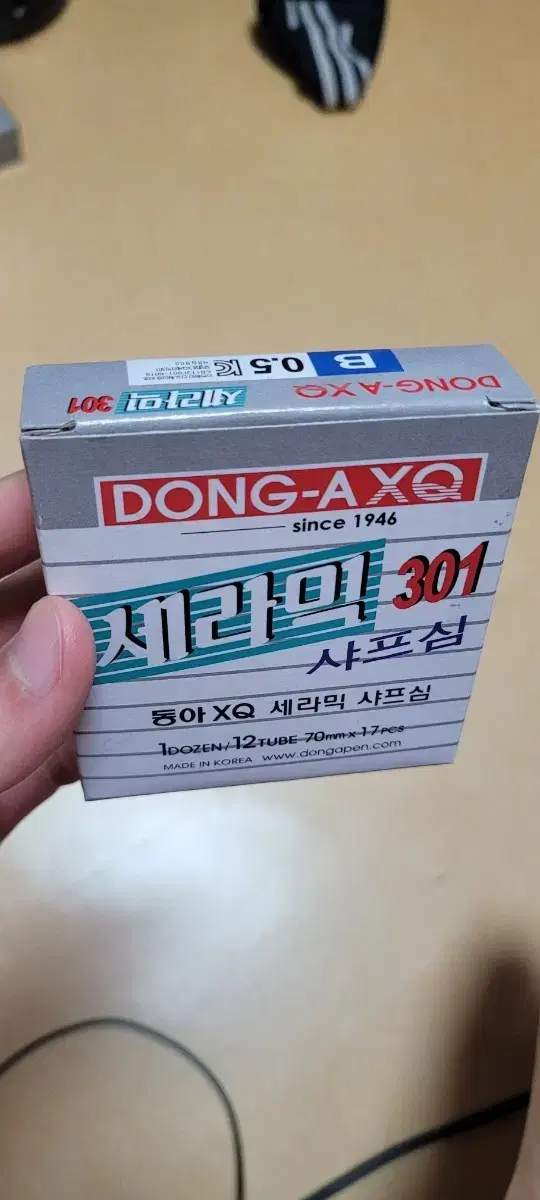 DONG-A XQ
세라믹 301
B 0.5
DONG-A XQ
since 1946
세라믹 301
샤프심
동아 XQ 세라믹 샤프심
1DOZEN/12TUBE 70mm x 17PCS
MADE IN KOREA www.dongapen.com